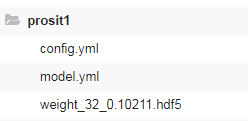 prosit1
config.yml
model.yml
weight_32_0.10211.hdf5